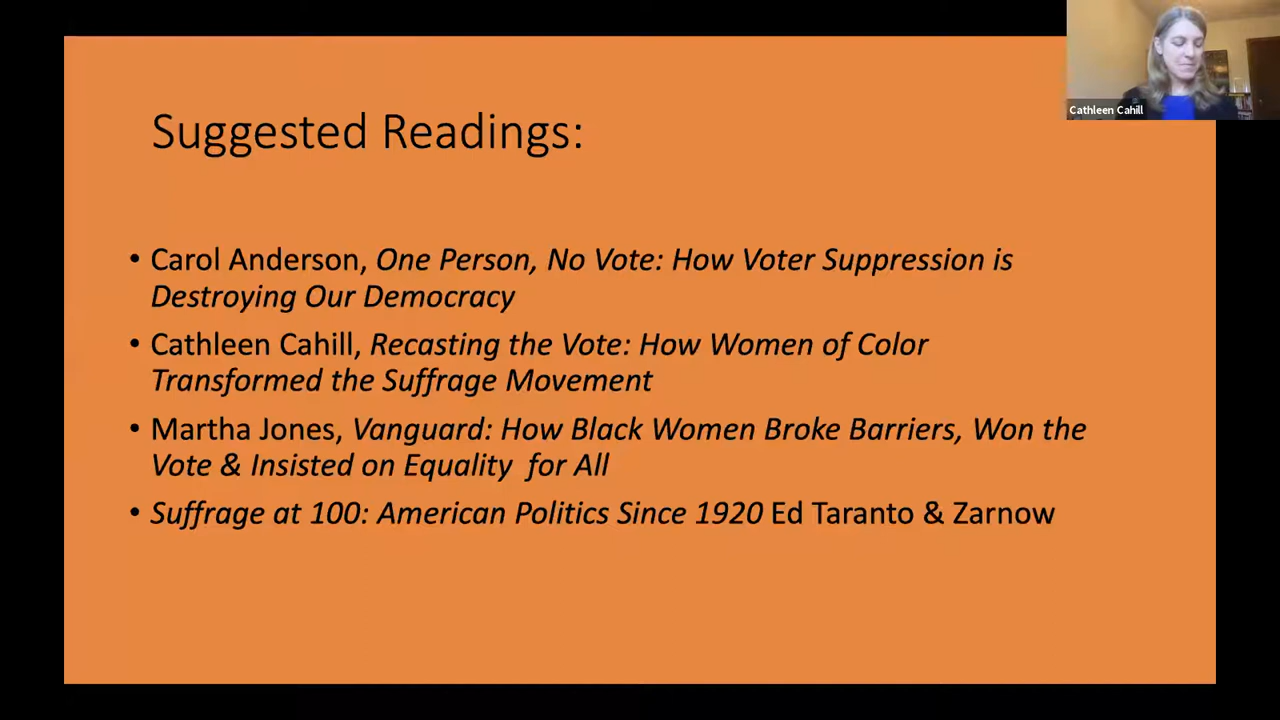 Cathleen Cahill
Suggested Readings:
• Carol Anderson, One Person, No Vote: How Voter Suppression is
Destroying Our Democracy
• Cathleen Cahill, Recasting the Vote: How Women of Color
Transformed the Suffrage Movement
• Martha Jones, Vanguard: How Black Women Broke Barriers, Won the
Vote & Insisted on Equality  for All
• Suffrage at 100: American Politics Since 1920 Ed Taranto & Zarnow